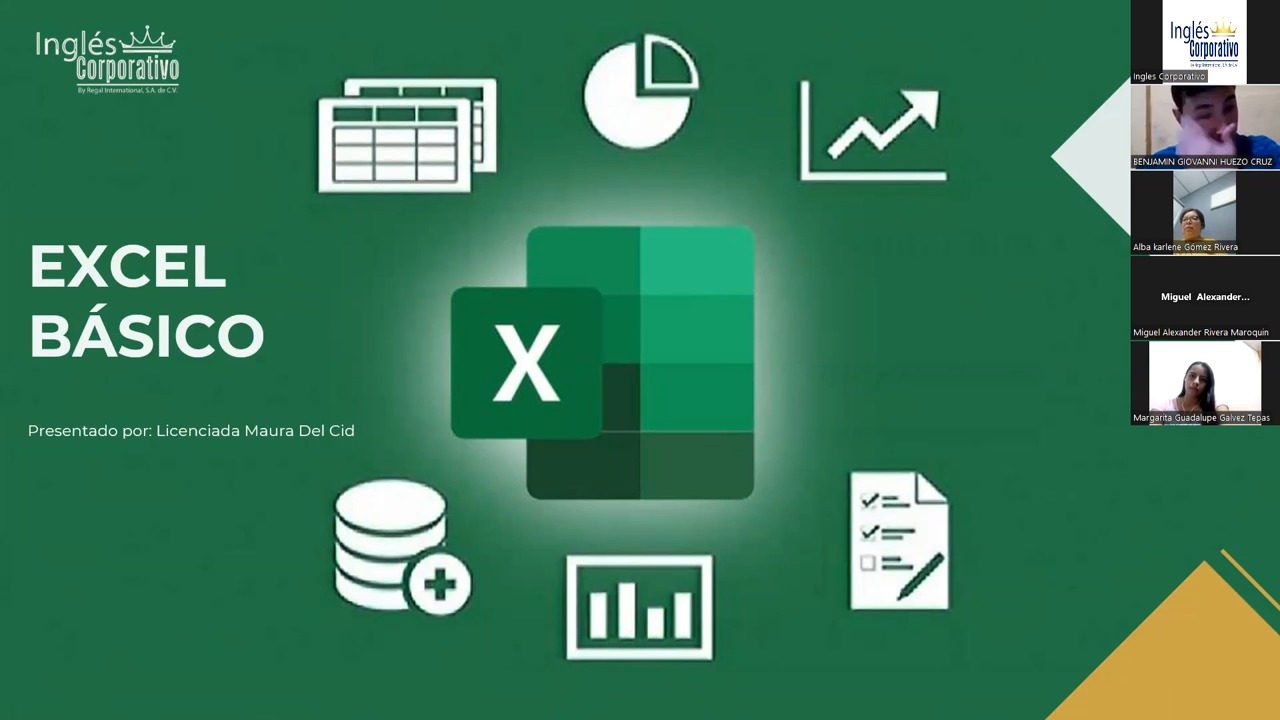 Inglés
Corporativo
By Regal International, S.A. de C.V.
EXCEL
BÁSICO
Presentado por: Licenciada Maura Del Cid
X
Inglés
Corporativo
Ingles Corporativo
BENJAMIN GIOVANNI HUEZO CRUZ
Alba karlene Gómez Rivera
Miguel Alexander...
Miguel Alexander Rivera Maroquin
Margarita Guadalupe Galvez Tepas